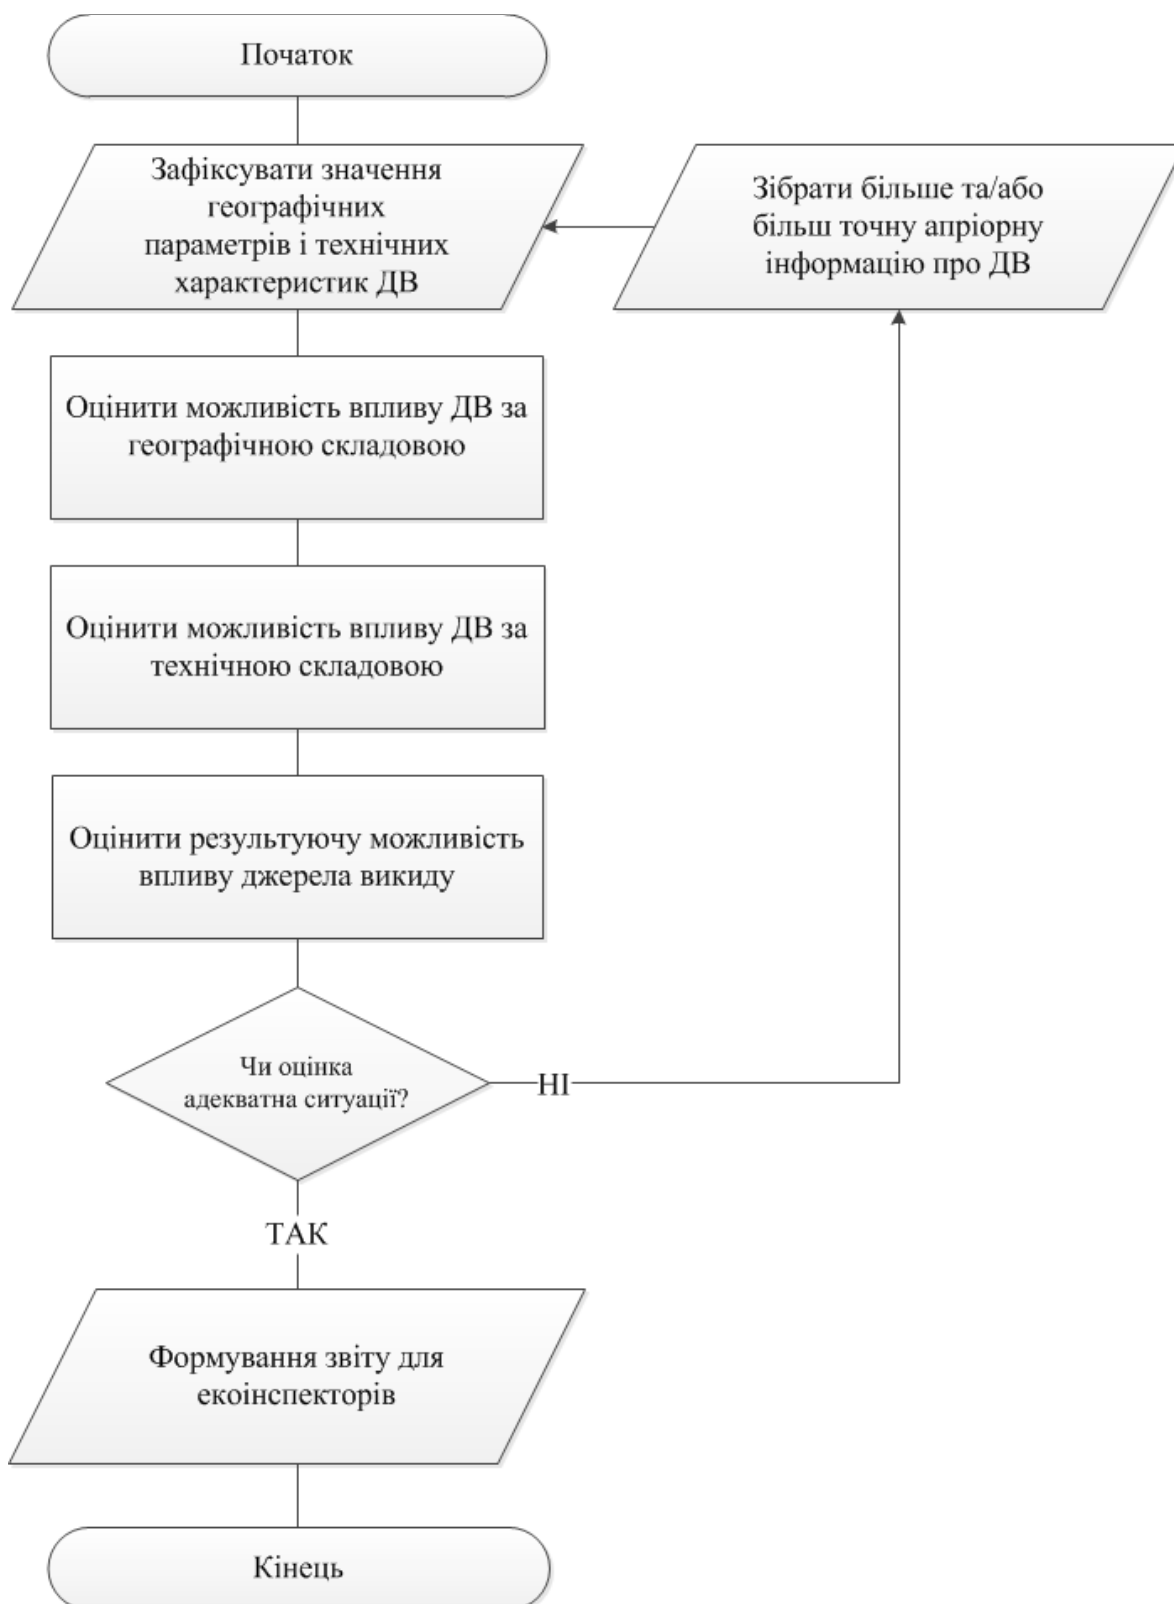 Початок
Зафіксувати значення
географічних
параметрів і технічних
характеристик ДВ
Зібрати більше та/або
більш точну апріорну
інформацію про ДВ
Оцінити можливість впливу ДВ за
географічною складовою
Оцінити можливість впливу ДВ за
технічною складовою
Оцінити результуючу можливість
впливу джерела викиду
Чи оцінка
адекватна ситуації?
НІ
ТАК
Формування звіту для
екоінспекторів
Кінець